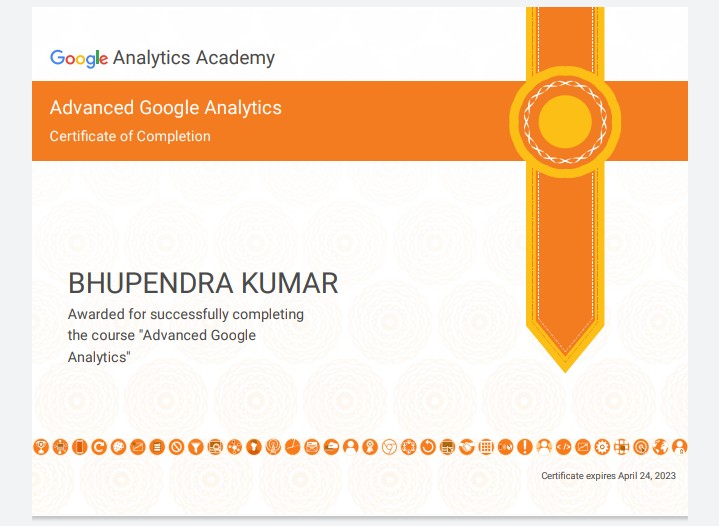 Google Analytics Academy
Advanced Google Analytics
Certificate of Completion
BHUPENDRA KUMAR
Awarded for successfully completing
the course "Advanced Google
Analytics"
Certificate expires April 24, 2023